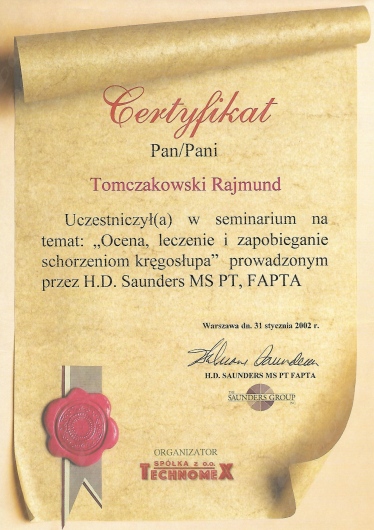 Certyfikat
Pan/Pani
Tomczakowski Rajmund
Uczestniczył(a) w seminarium na
temat: „Ocena, leczenie i zapobieganie
schorzeniom kręgosłupa” prowadzonym
przez H.D. Saunders MS PT, FAPTA
Warszawa dn. 31 stycznia 2002 r.
H.D. SAUNDERS MS PT FAPTA
THE
SAUNDERS GROUP
ORGANIZATOR
SPÓŁKA z o.o.
TECHNOMEX